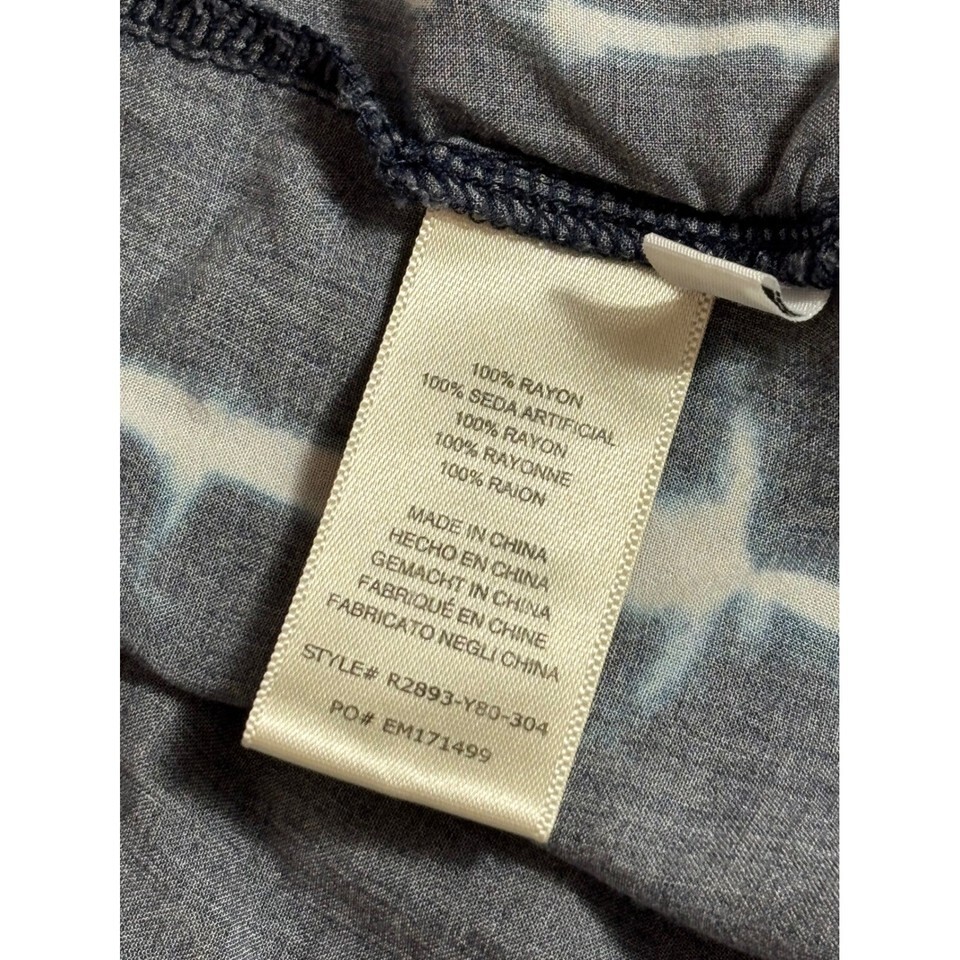 100% RAYON
100% SEDA ARTIFICIAL
100% RAYON
100% RAYONNE
100% RAION
MADE IN CHINA
HECHO EN CHINA
GEMACHT IN CHINA
FABRIQUÉ EN CHINE
FABRICATO NEGLI CHINA
STYLE# R2893-Y80-304
PO# EM171499